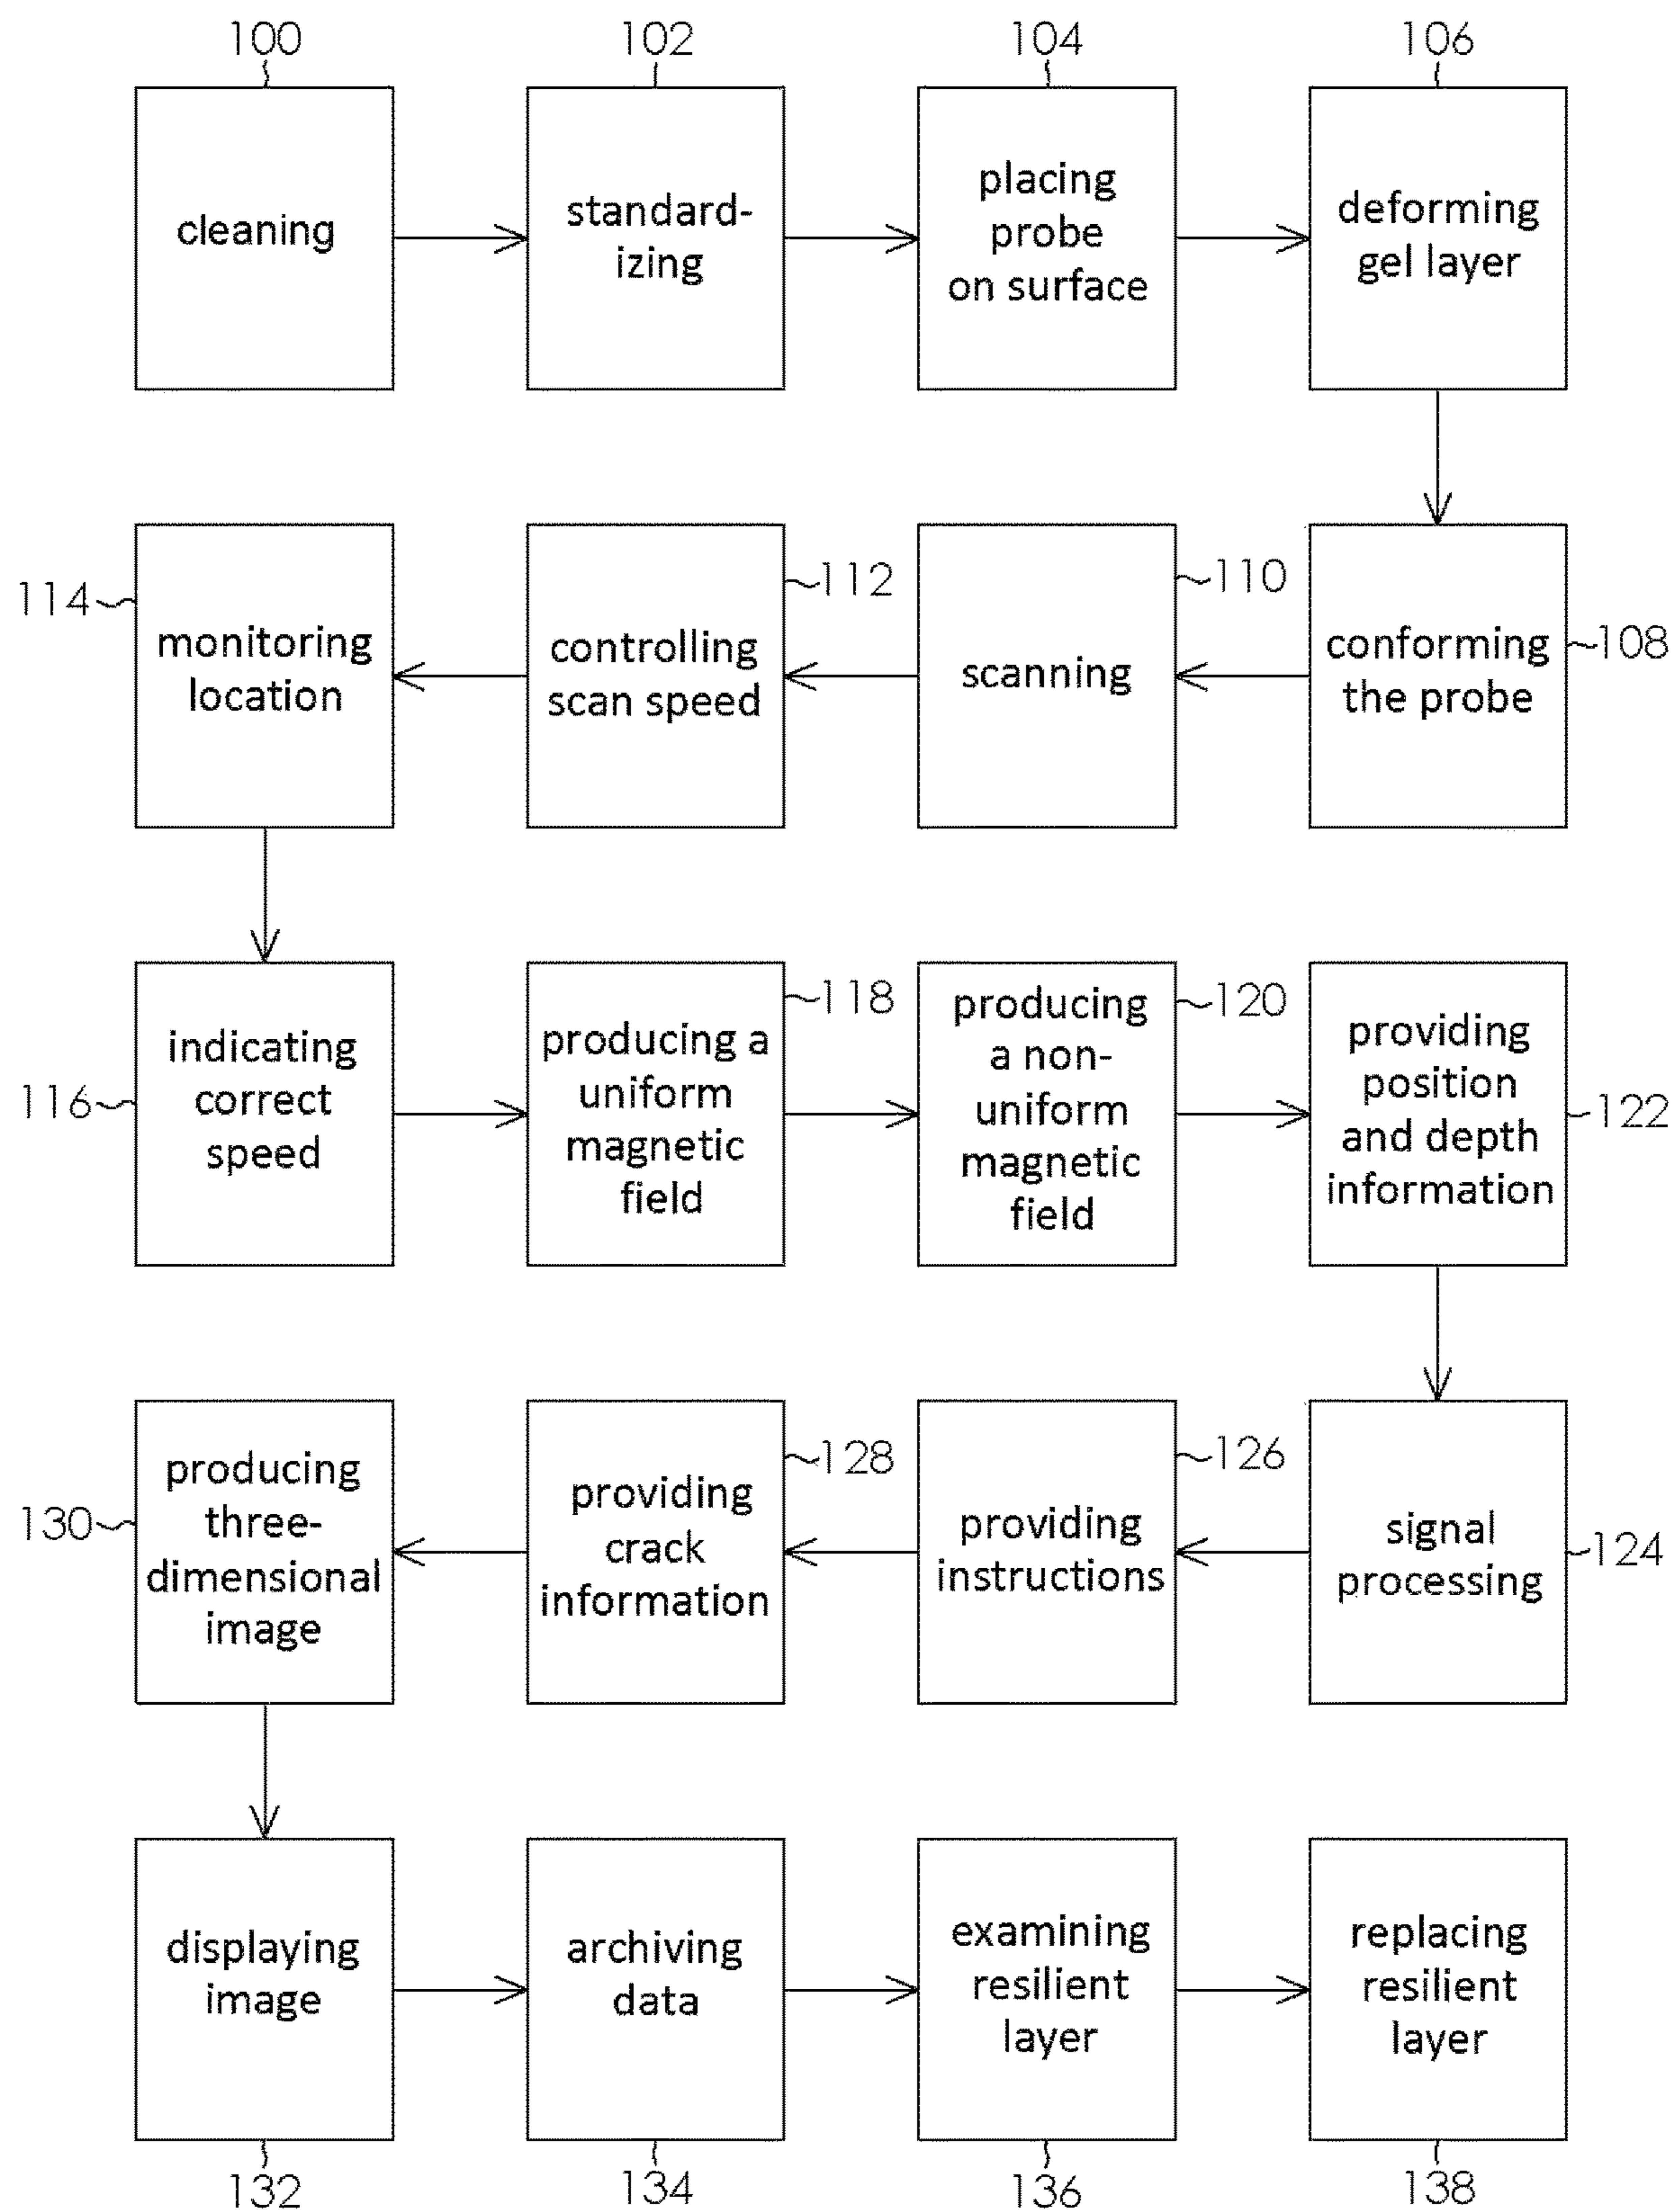 100
102
104
106
cleaning
standard-
izing
placing
probe
on surface
deforming
gel layer
114
monitoring
location
112
controlling
scan speed
110
scanning
108
conforming
the probe
116
indicating
correct
speed
118
producing a
uniform
magnetic
field
120
producing
a non-
uniform
magnetic
field
122
providing
position
and depth
information
130
producing
three-
dimensional
image
128
providing
crack
information
126
providing
instructions
124
signal
processing
displaying
image
archiving
data
examining
resilient
layer
replacing
resilient
layer
132
134
136
138